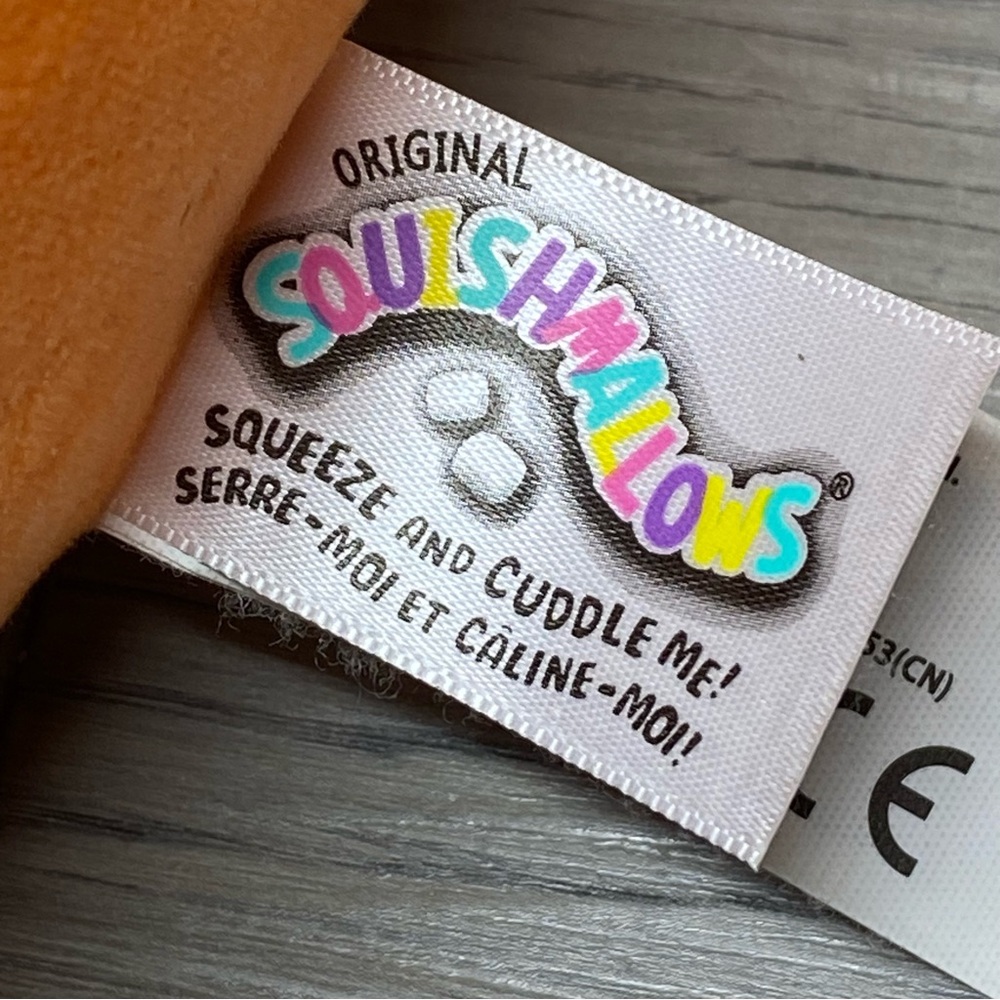 ORIGINAL
SQUISHMALLOWS®
SQUEEZE AND CUDDLE ME!
SERRE-MOI ET CÂLINE-MOI!
53(CN)
CE